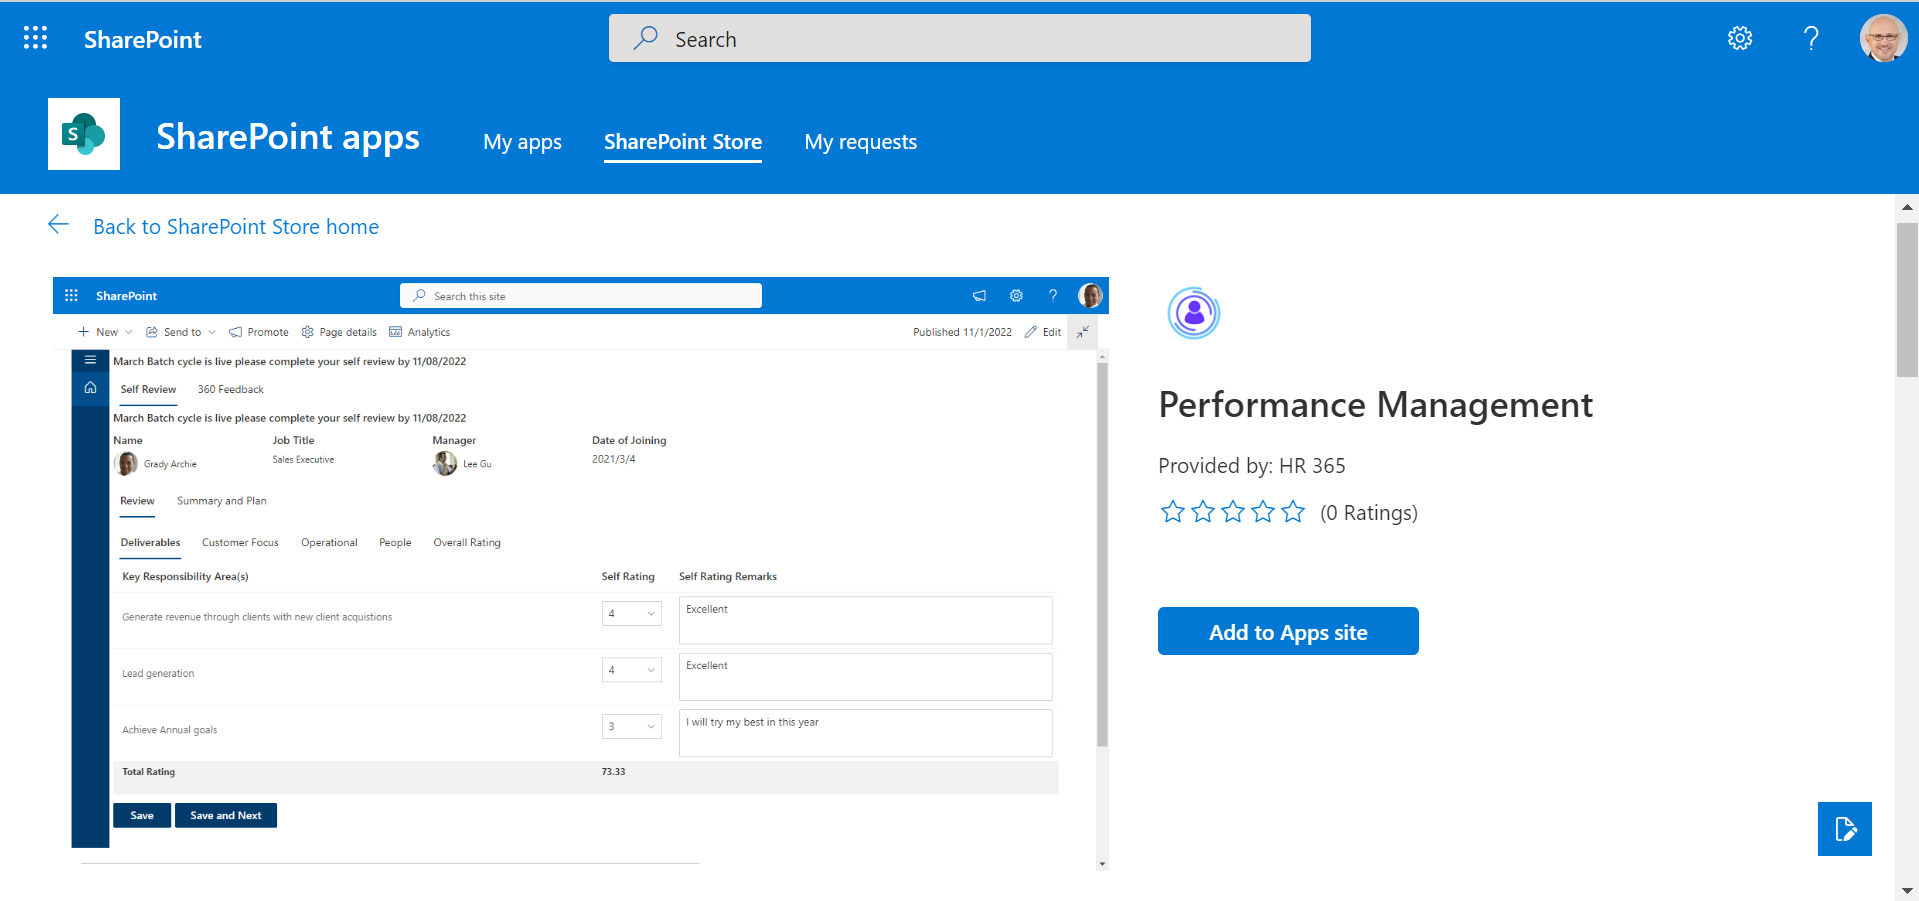 SharePoint
Search
?
S
SharePoint apps
My apps
SharePoint Store
My requests
Back to SharePoint Store home
SharePoint
Search this site
?
New
Send to
Promote
Page details
Analytics
Published 11/1/2022
Edit
March Batch cycle is live please complete your self review by 11/08/2022
Self Review
360 Feedback
March Batch cycle is live please complete your self review by 11/08/2022
Name
Job Title
Manager
Date of Joining
Grady Archie
Sales Executive
Lee Gu
2021/3/4
Review
Summary and Plan
Deliverables
Customer Focus
Operational
People
Overall Rating
Key Responsibility Area(s)
Self Rating
Self Rating Remarks
Generate revenue through clients with new client acquistions
4
Excellent
Lead generation
4
Excellent
Achieve Annual goals
3
I will try my best in this year
Total Rating
73.33
Save
Save and Next
Performance Management
Provided by: HR 365
(0 Ratings)
Add to Apps site